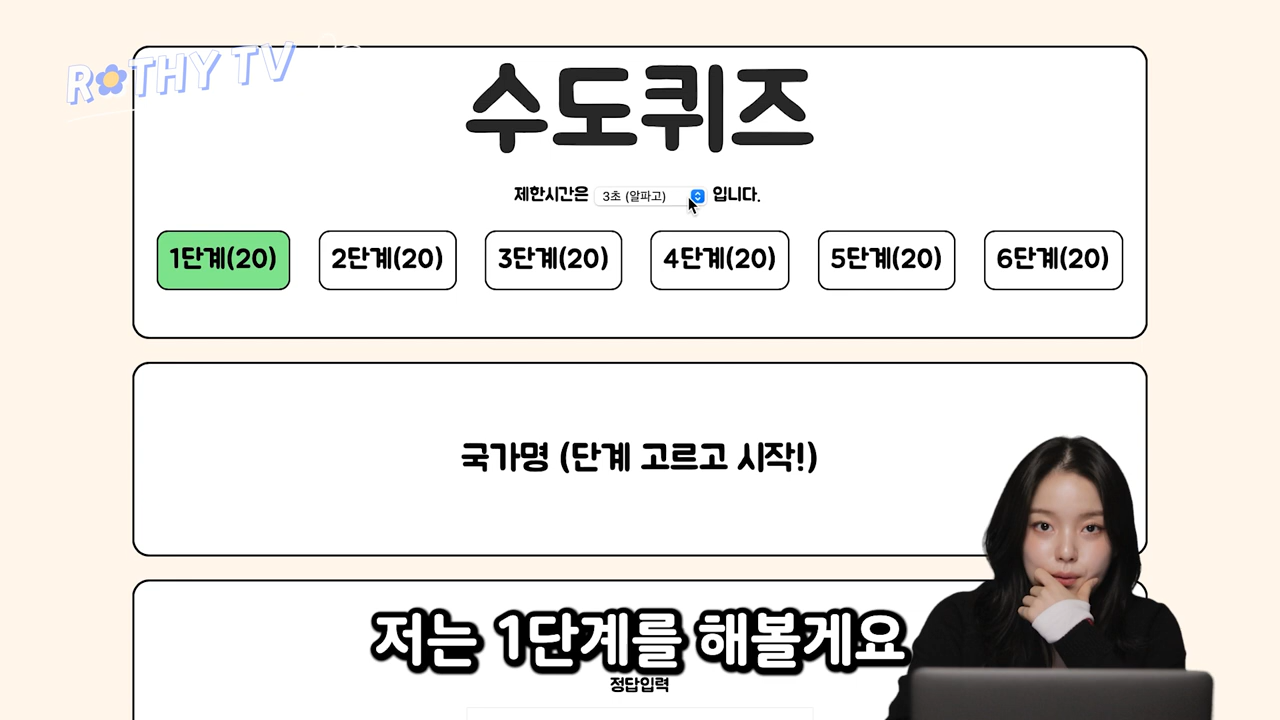 ROTHY TV
수도퀴즈
제한시간은 3초 (알파고) 입니다.
1단계(20) 2단계(20) 3단계(20) 4단계(20) 5단계(20) 6단계(20)
국가명 (단계 고르고 시작!)
저는 1단계를 해볼게요
정답입력